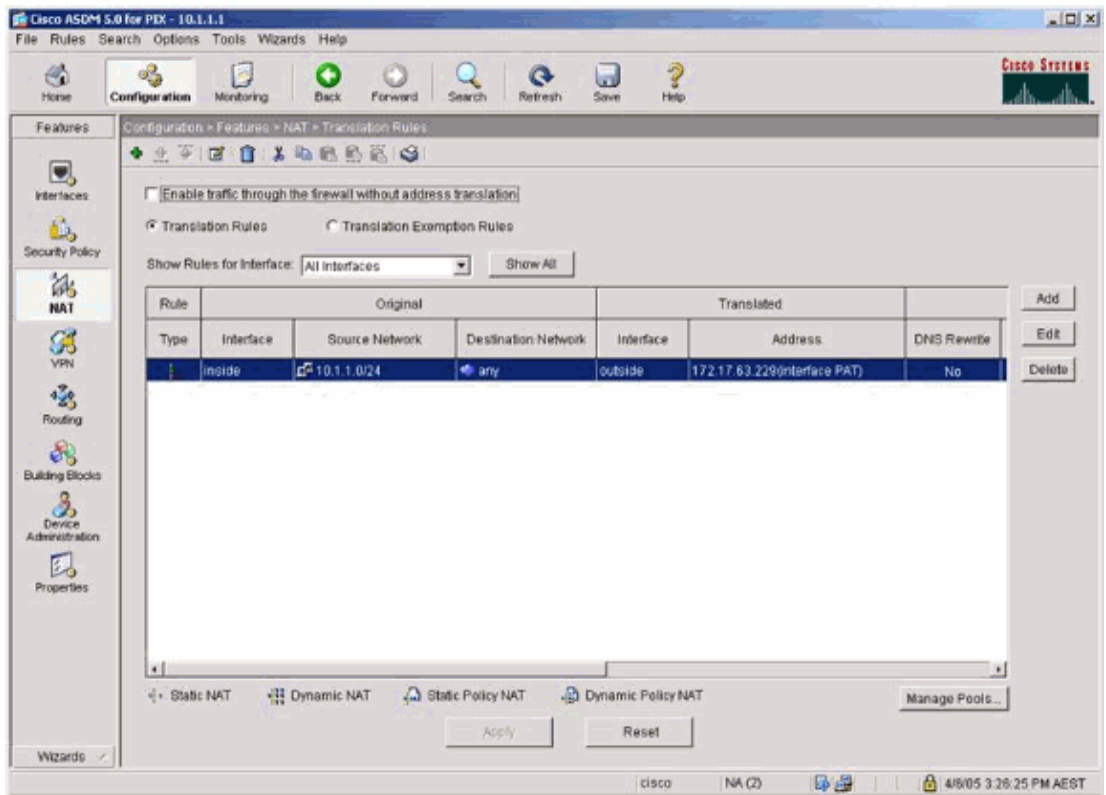 Cisco ASDM 5.0 for PIX - 10.1.1.1
File Rules Search Options Tools Wizards Help
Home Configuration Monitoring Back Forward Search Refresh Save Help
CISCO SYSTEMS
Features
Configuration > Features > NAT > Translation Rules
Interfaces
Security Policy
NAT
VPN
Routing
Building Blocks
Device Administration
Properties
Wizards
Enable traffic through the firewall without address translation
Translation Rules Translation Exemption Rules
Show Rules for Interface: All Interfaces Show All
Rule Original Translated
Type Interface Source Network Destination Network Interface Address DNS Rewrite
inside 10.1.1.0/24 any outside 172.17.63.229(interface PAT) No
Add
Edit
Delete
Static NAT Dynamic NAT Static Policy NAT Dynamic Policy NAT
Manage Pools...
Apply Reset
cisco NA (2) 4/6/05 3:26:25 PM AEST